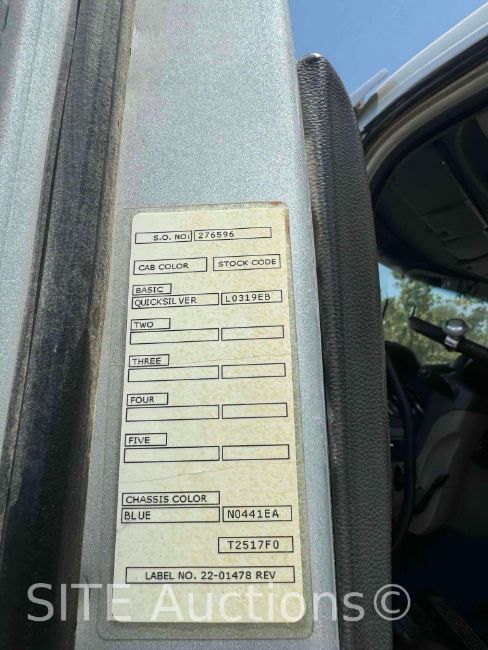 S.O. NO: 276596
CAB COLOR STOCK CODE
BASIC
QUICKSILVER L0319EB
TWO
THREE
FOUR
FIVE
CHASSIS COLOR
BLUE N0441EA
T2517F0
LABEL NO. 22-01478 REV
SITE Auctions©